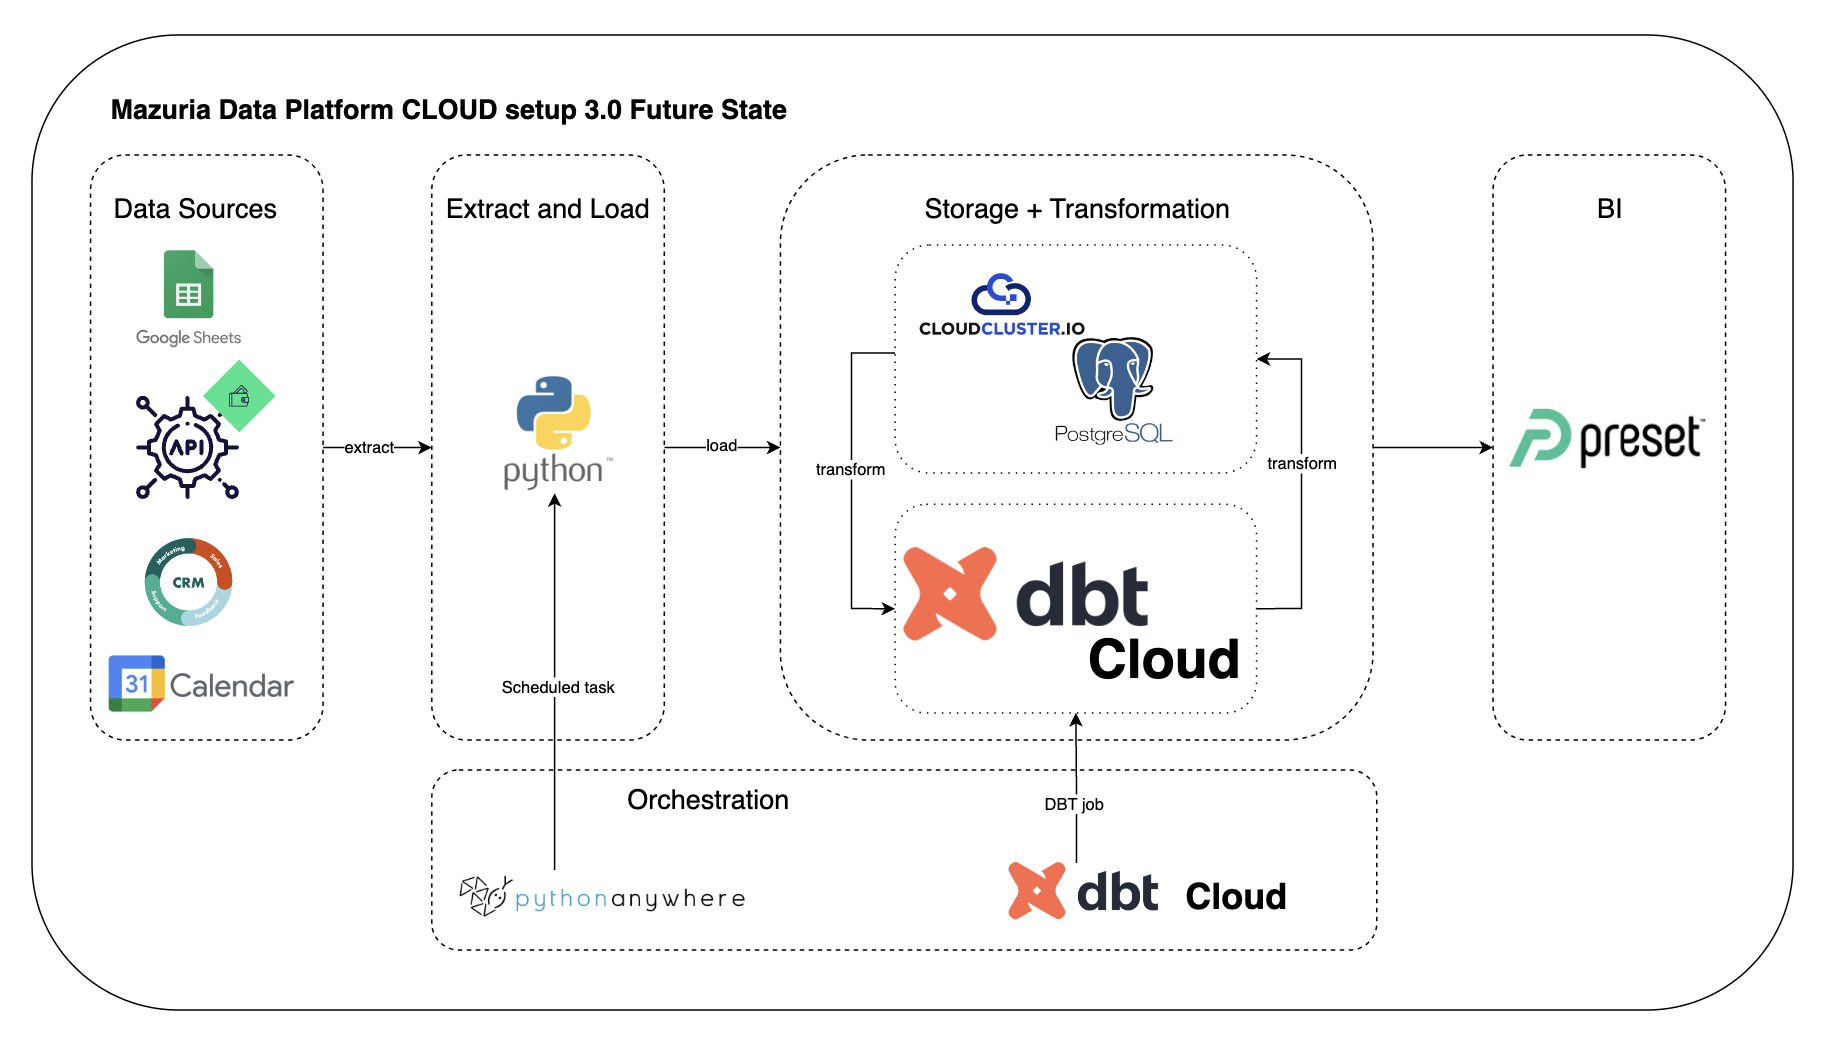 Mazuria Data Platform CLOUD setup 3.0 Future State
Data Sources
Google Sheets
API
Marketing
Sales
CRM
Support
Feedback
31
Calendar
extract
Extract and Load
python™
Scheduled task
load
Storage + Transformation
CLOUDCLUSTER.IO
PostgreSQL
transform
transform
dbt
Cloud
BI
preset™
Orchestration
DBT job
pythonanywhere
dbt Cloud